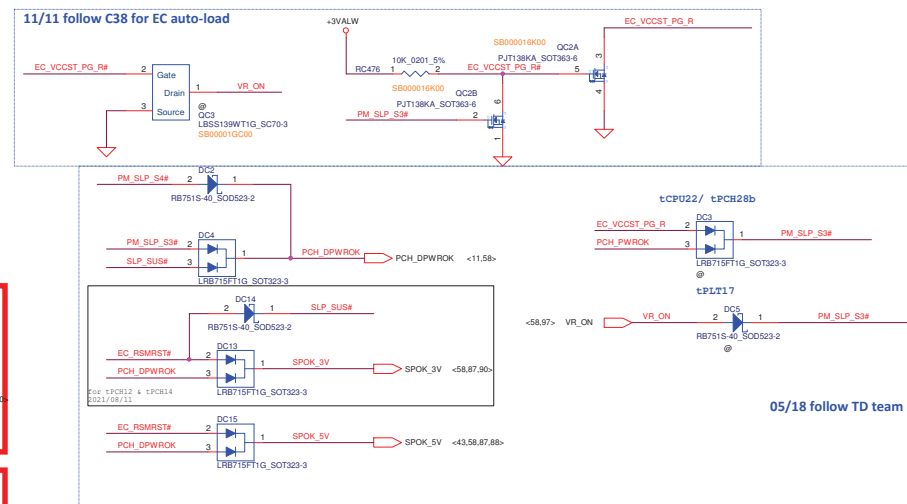 11/11 follow C38 for EC auto-load
EC_VCCST_PG_R#
2
Gate
Drain
1
VR_ON
3
Source
@
QC3
LBSS139WT1G_SC70-3
SB00001GC00
+3VALW
RC476
1
10K_0201_5%
2
SB000016K00
QC2B
PJT138KA_SOT363-6
PM_SLP_S3#
2
6
1
EC_VCCST_PG_R#
SB000016K00
QC2A
PJT138KA_SOT363-6
5
3
4
EC_VCCST_PG_R
PM_SLP_S4#
2
DC2
1
RB751S-40_SOD523-2
PM_SLP_S3#
2
SLP_SUS#
3
DC4
1
LRB715FT1G_SOT323-3
PCH_DPWROK
PCH_DPWROK
<11,58>
2
DC14
1
SLP_SUS#
RB751S-40_SOD523-2
EC_RSMRST#
2
PCH_DPWROK
3
DC13
1
SPOK_3V
SPOK_3V
<58,87,90>
LRB715FT1G_SOT323-3
for tPCH12 & tPCH14
2021/08/11
EC_RSMRST#
2
PCH_DPWROK
3
DC15
1
SPOK_5V
SPOK_5V
<43,58,87,88>
LRB715FT1G_SOT323-3
tCPU22/ tPCH28b
EC_VCCST_PG_R
2
PCH_PWROK
3
DC3
1
PM_SLP_S3#
LRB715FT1G_SOT323-3
@
tPLT17
<58,97>
VR_ON
VR_ON
2
DC5
1
PM_SLP_S3#
RB751S-40_SOD523-2
@
05/18 follow TD team